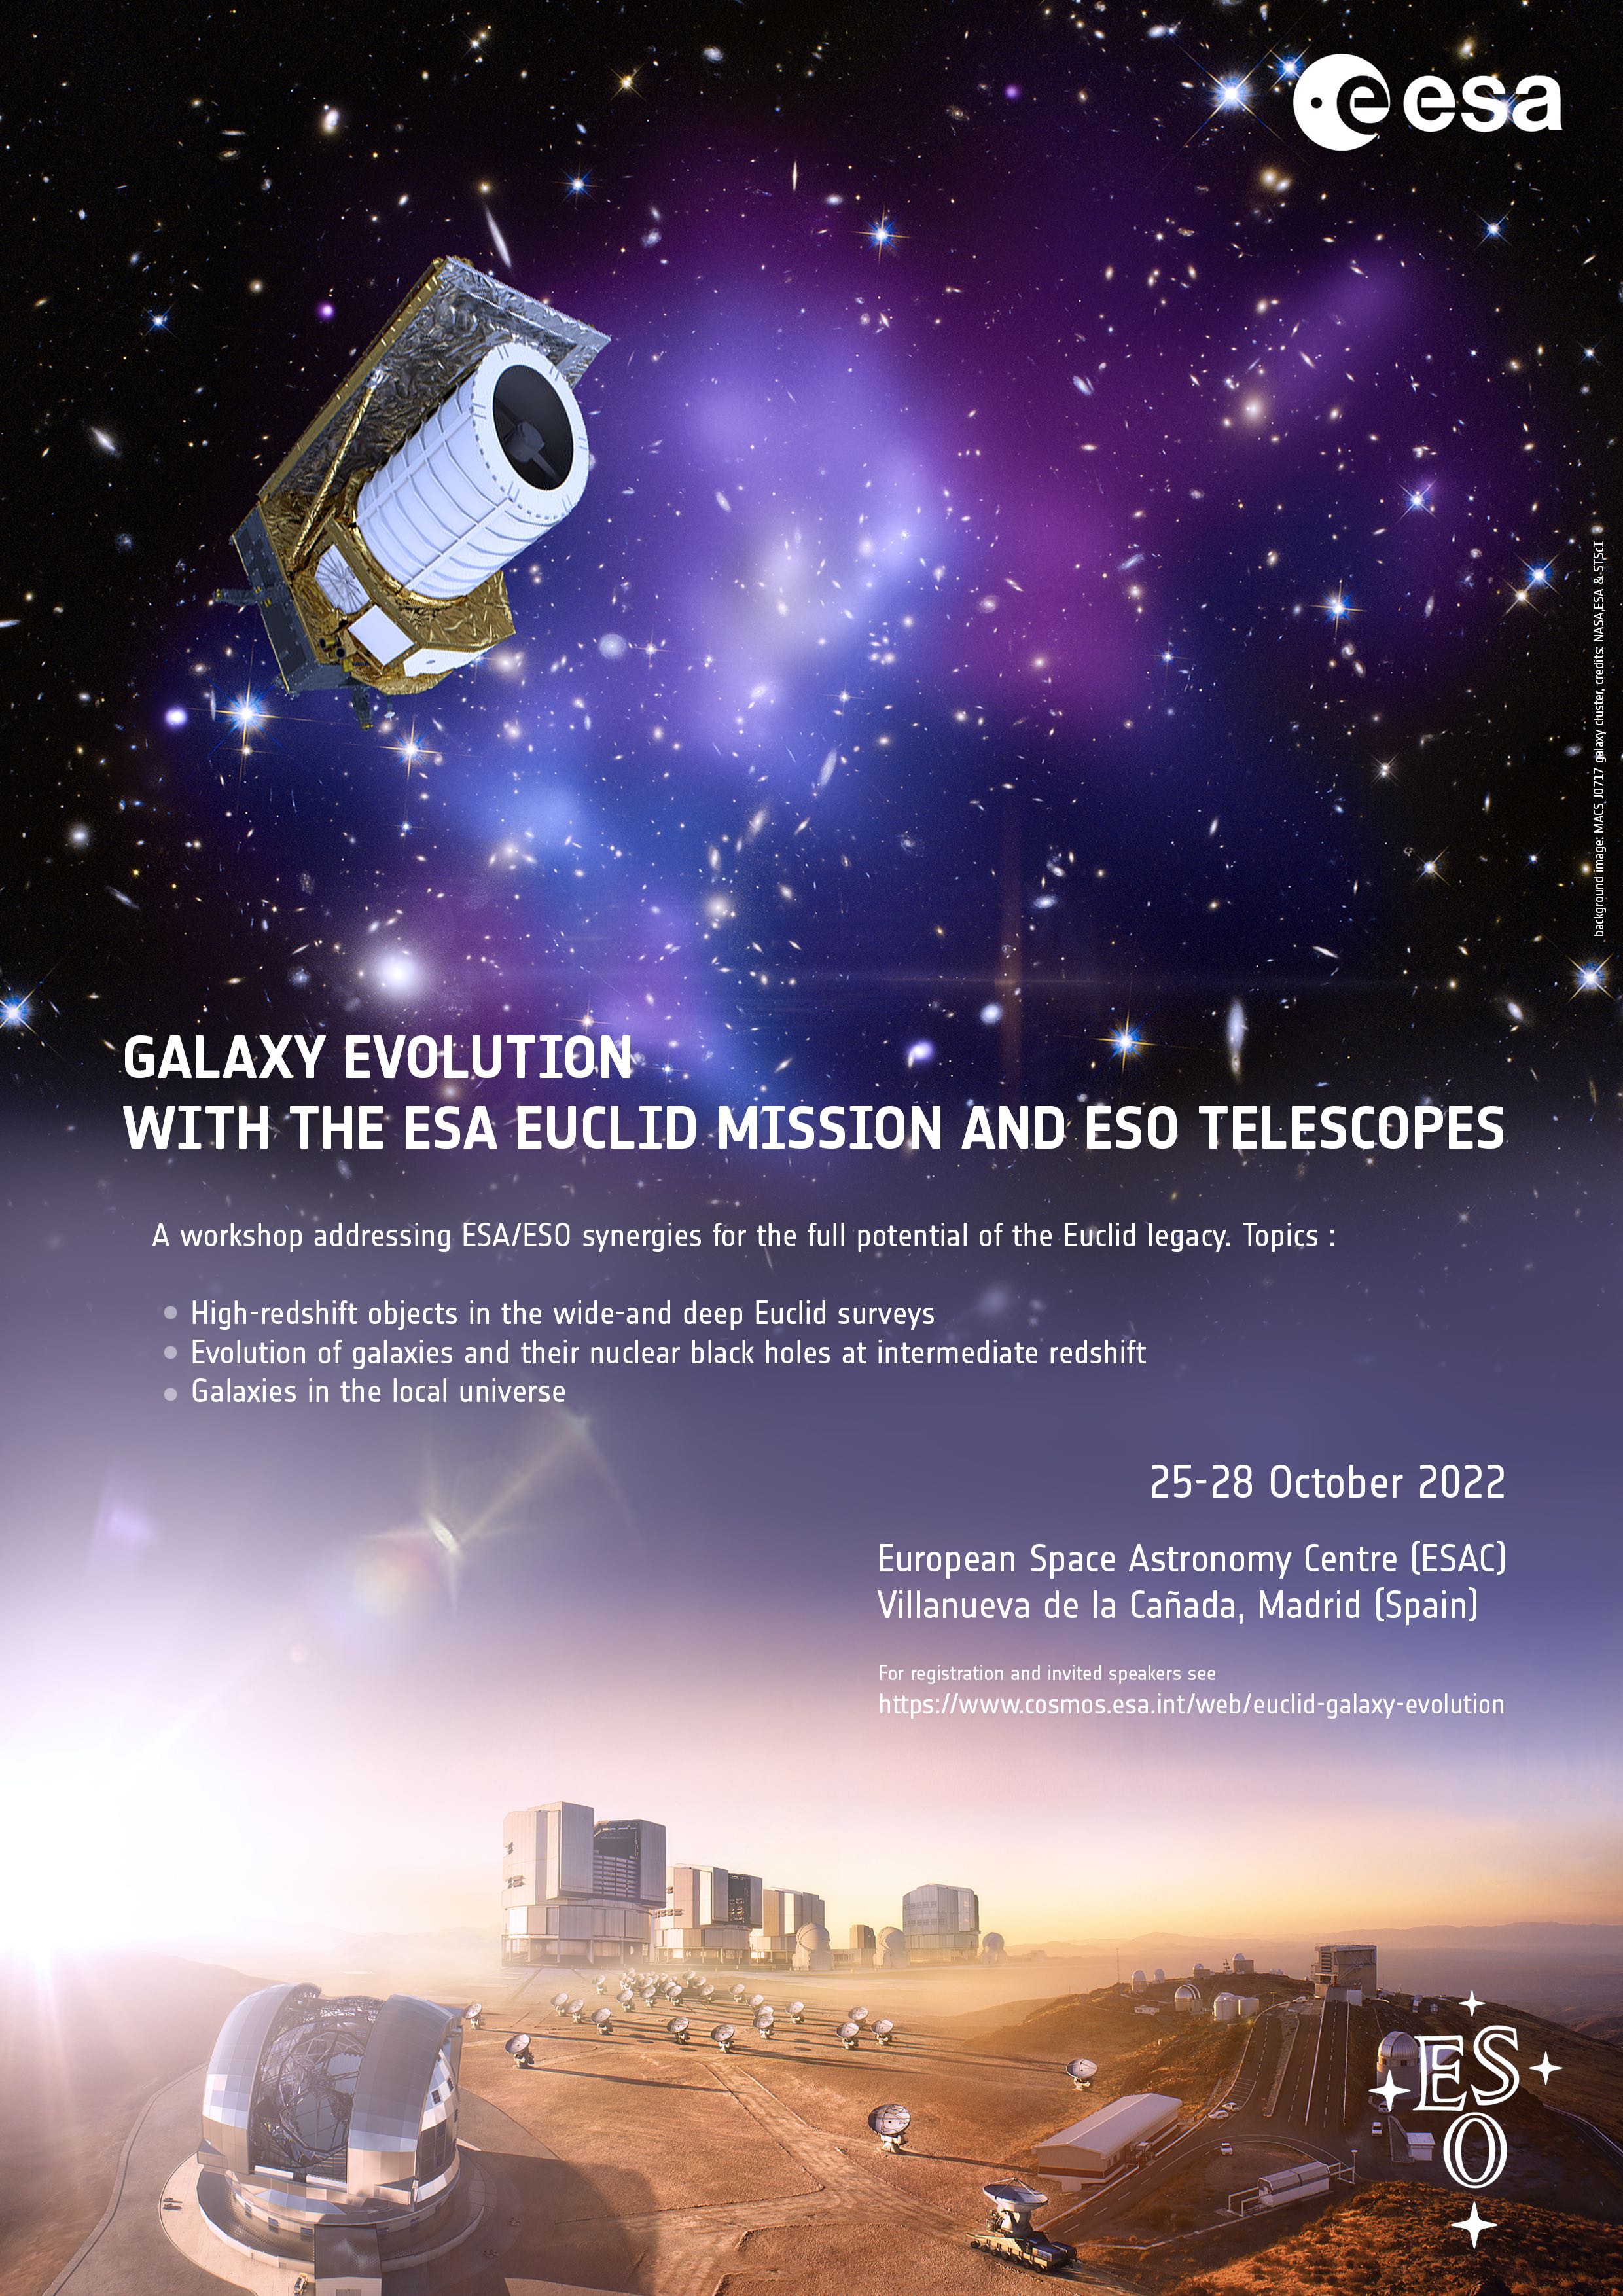 esa
background image: MACS J0717 galaxy cluster, credits: NASA,ESA & STScI
GALAXY EVOLUTION
WITH THE ESA EUCLID MISSION AND ESO TELESCOPES
A workshop addressing ESA/ESO synergies for the full potential of the Euclid legacy. Topics :
High-redshift objects in the wide-and deep Euclid surveys
Evolution of galaxies and their nuclear black holes at intermediate redshift
Galaxies in the local universe
25-28 October 2022
European Space Astronomy Centre (ESAC)
Villanueva de la Cañada, Madrid (Spain)
For registration and invited speakers see
https://www.cosmos.esa.int/web/euclid-galaxy-evolution
ES
O